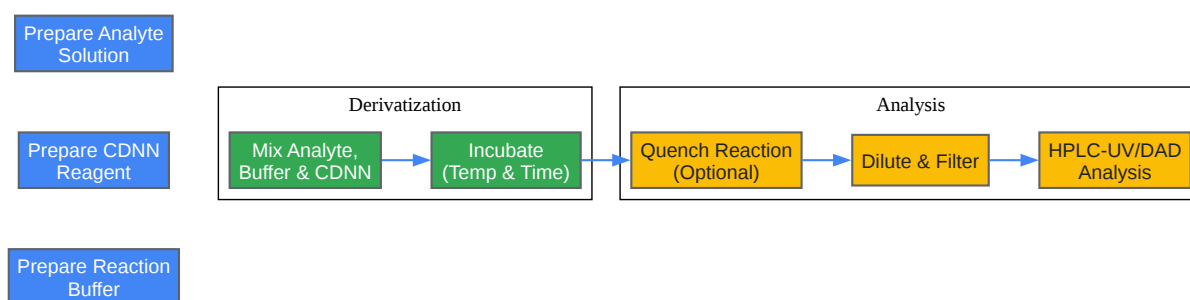 Prepare Analyte
Solution
Derivatization
Analysis
Prepare CDNN
Reagent
Mix Analyte,
Buffer & CDNN
Incubate
(Temp & Time)
Quench Reaction
(Optional)
Dilute & Filter
HPLC-UV/DAD
Analysis
Prepare Reaction
Buffer